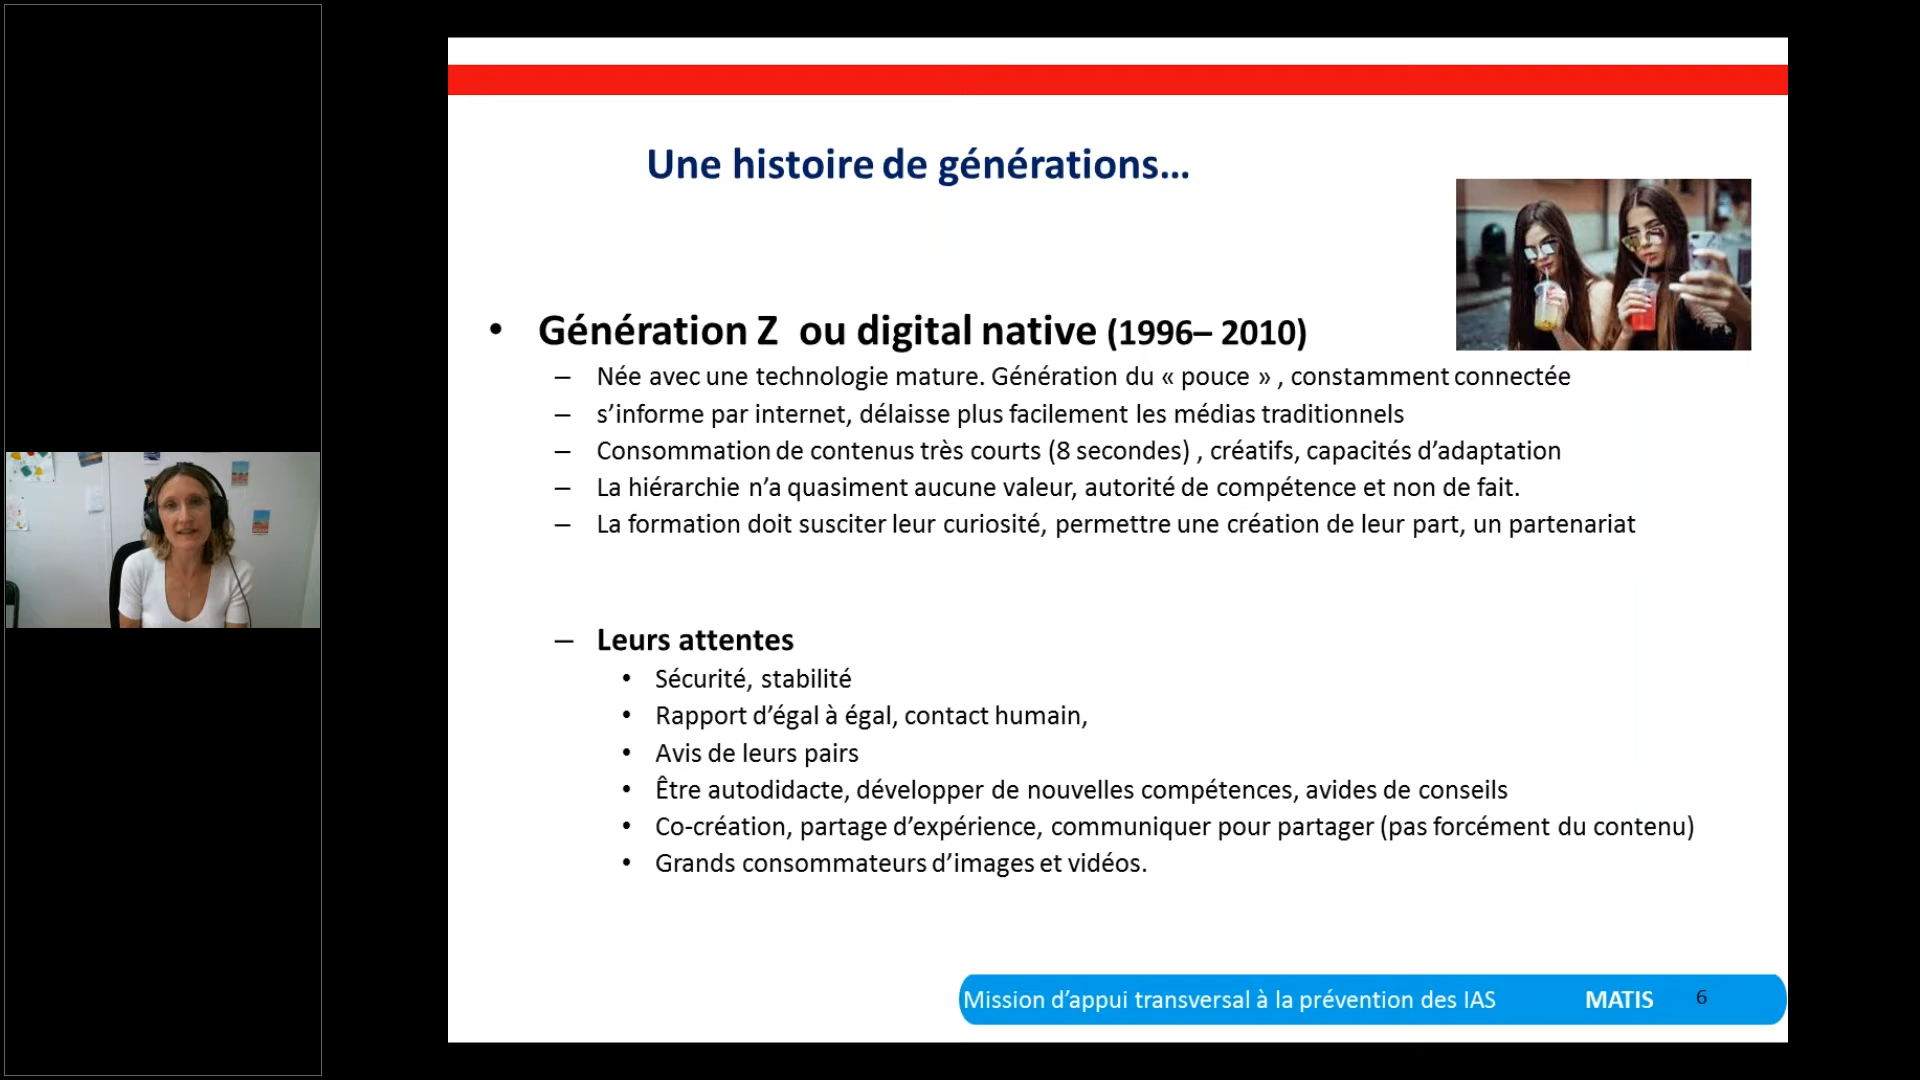 Une histoire de générations...
• Génération Z ou digital native (1996– 2010)
– Née avec une technologie mature. Génération du « pouce » , constamment connectée
– s’informe par internet, délaisse plus facilement les médias traditionnels
– Consommation de contenus très courts (8 secondes) , créatifs, capacités d’adaptation
– La hiérarchie n’a quasiment aucune valeur, autorité de compétence et non de fait.
– La formation doit susciter leur curiosité, permettre une création de leur part, un partenariat
– Leurs attentes
• Sécurité, stabilité
• Rapport d’égal à égal, contact humain,
• Avis de leurs pairs
• Être autodidacte, développer de nouvelles compétences, avides de conseils
• Co-création, partage d’expérience, communiquer pour partager (pas forcément du contenu)
• Grands consommateurs d’images et vidéos.
Mission d’appui transversal à la prévention des IAS MATIS 6